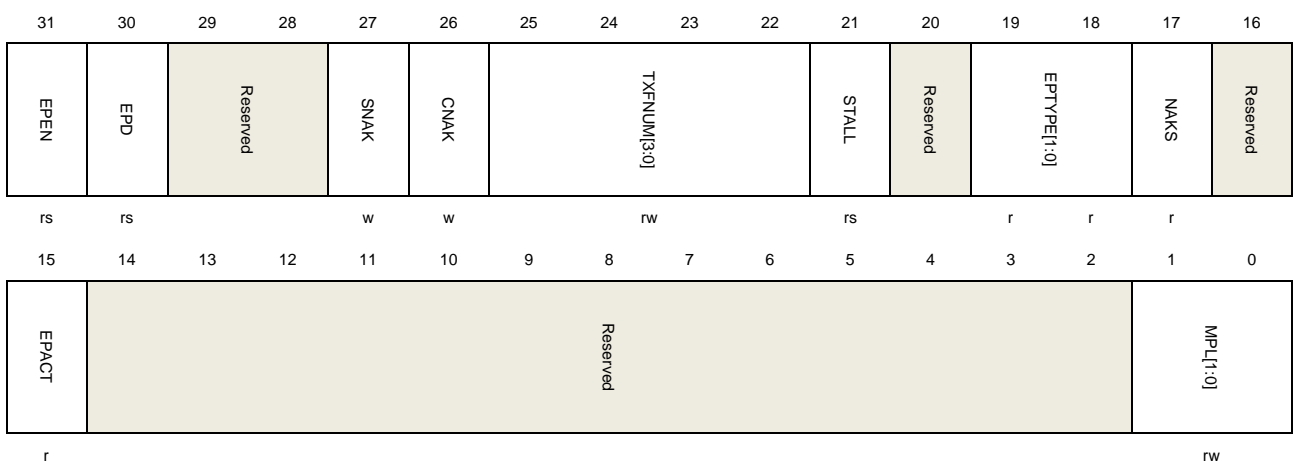 31 30 29 28 27 26 25 24 23 22 21 20 19 18 17 16
EPEN EPD Reserved SNAK CNAK TXFNUM[3:0] STALL Reserved EPTYPE[1:0] NAKS Reserved
rs rs w w rw rs r r r
15 14 13 12 11 10 9 8 7 6 5 4 3 2 1 0
EPACT Reserved MPL[1:0]
r rw